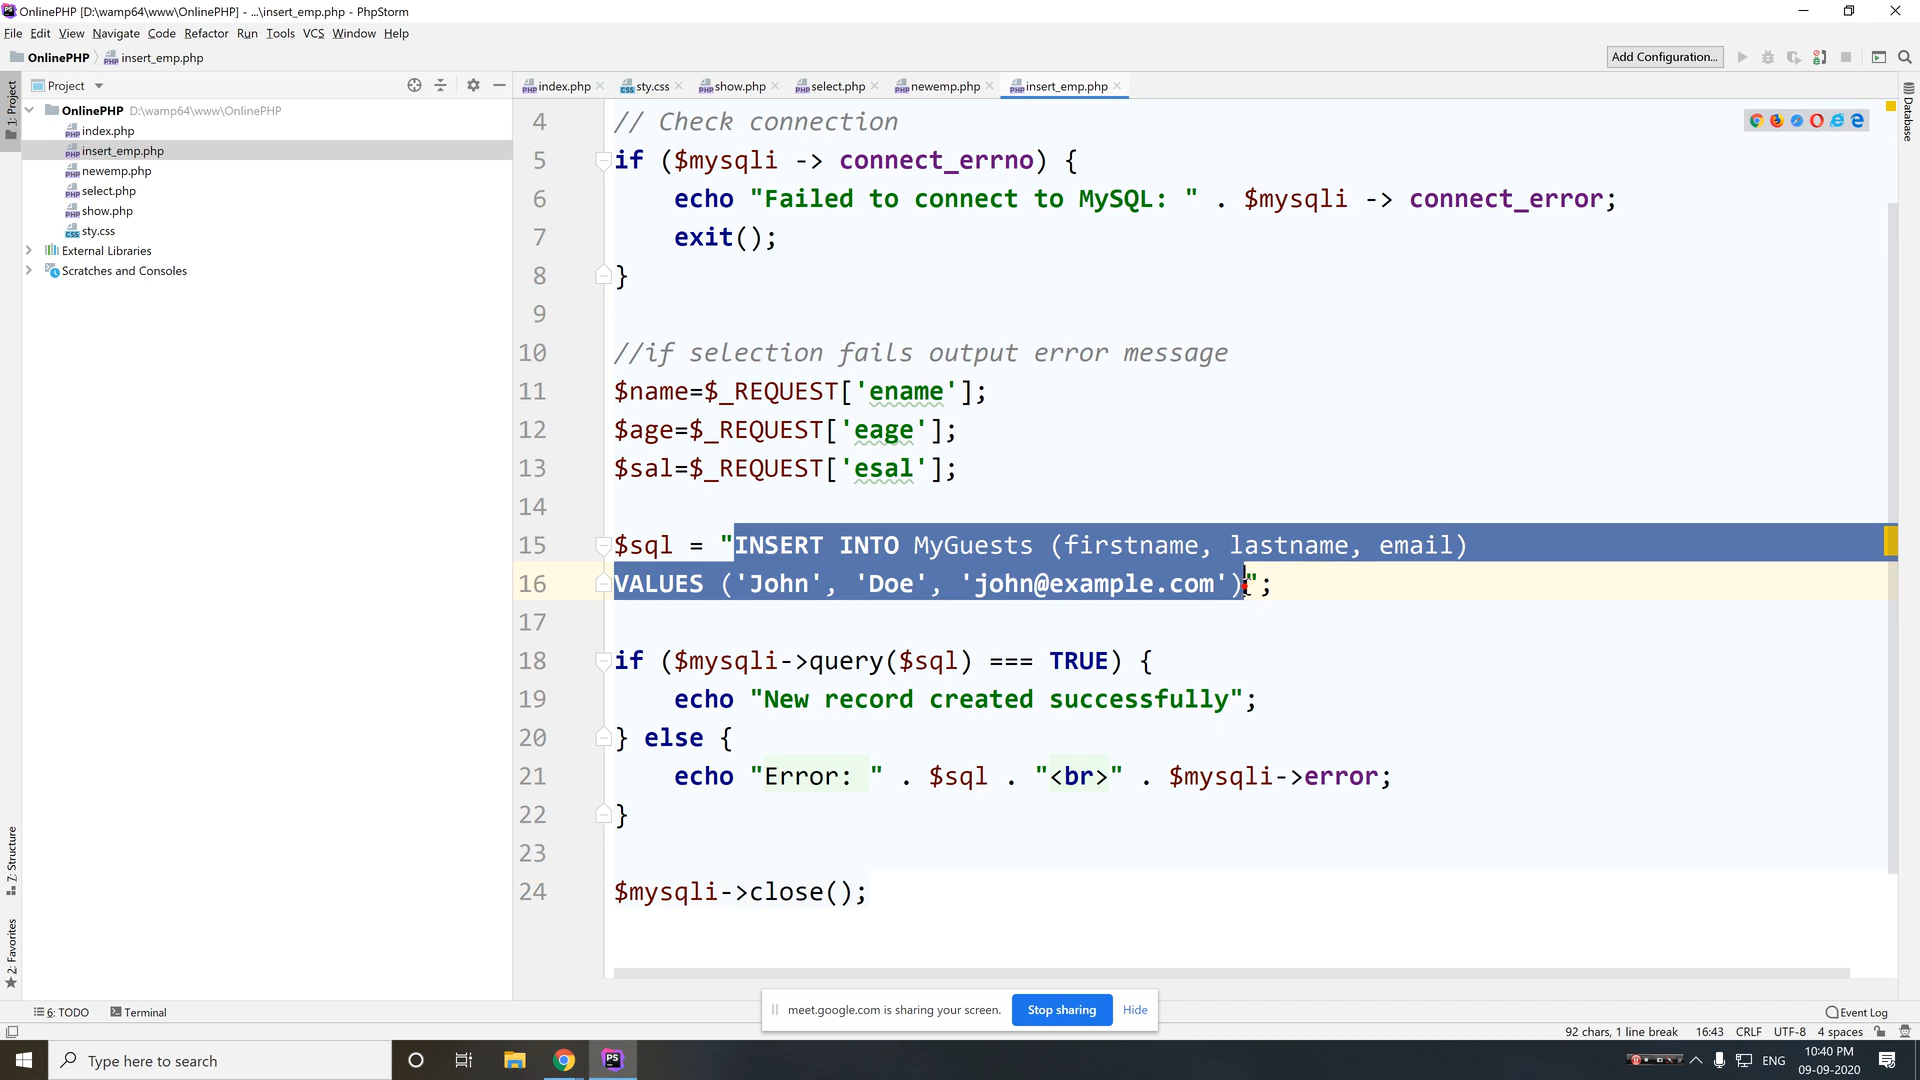 OnlinePHP [D:\wamp64\www\OnlinePHP] - ...\insert_emp.php - PhpStorm
File Edit View Navigate Code Refactor Run Tools VCS Window Help
OnlinePHP insert_emp.php
Add Configuration...
Project
index.php sty.css show.php select.php newemp.php insert_emp.php
1: Project
OnlinePHP D:\wamp64\www\OnlinePHP
index.php
insert_emp.php
newemp.php
select.php
show.php
sty.css
External Libraries
Scratches and Consoles
Database
4 // Check connection
5 if ($mysqli -> connect_errno) {
6 echo "Failed to connect to MySQL: " . $mysqli -> connect_error;
7 exit();
8 }
9
10 //if selection fails output error message
11 $name=$_REQUEST['ename'];
12 $age=$_REQUEST['eage'];
13 $sal=$_REQUEST['esal'];
14
15 $sql = "INSERT INTO MyGuests (firstname, lastname, email)
16 VALUES ('John', 'Doe', 'john@example.com')";
17
18 if ($mysqli->query($sql) === TRUE) {
19 echo "New record created successfully";
20 } else {
21 echo "Error: " . $sql . "<br>" . $mysqli->error;
22 }
23
24 $mysqli->close();
7: Structure
2: Favorites
6: TODO Terminal
meet.google.com is sharing your screen. Stop sharing Hide
Event Log
92 chars, 1 line break 16:43 CRLF UTF-8 4 spaces
Type here to search
PS
ENG
10:40 PM
09-09-2020